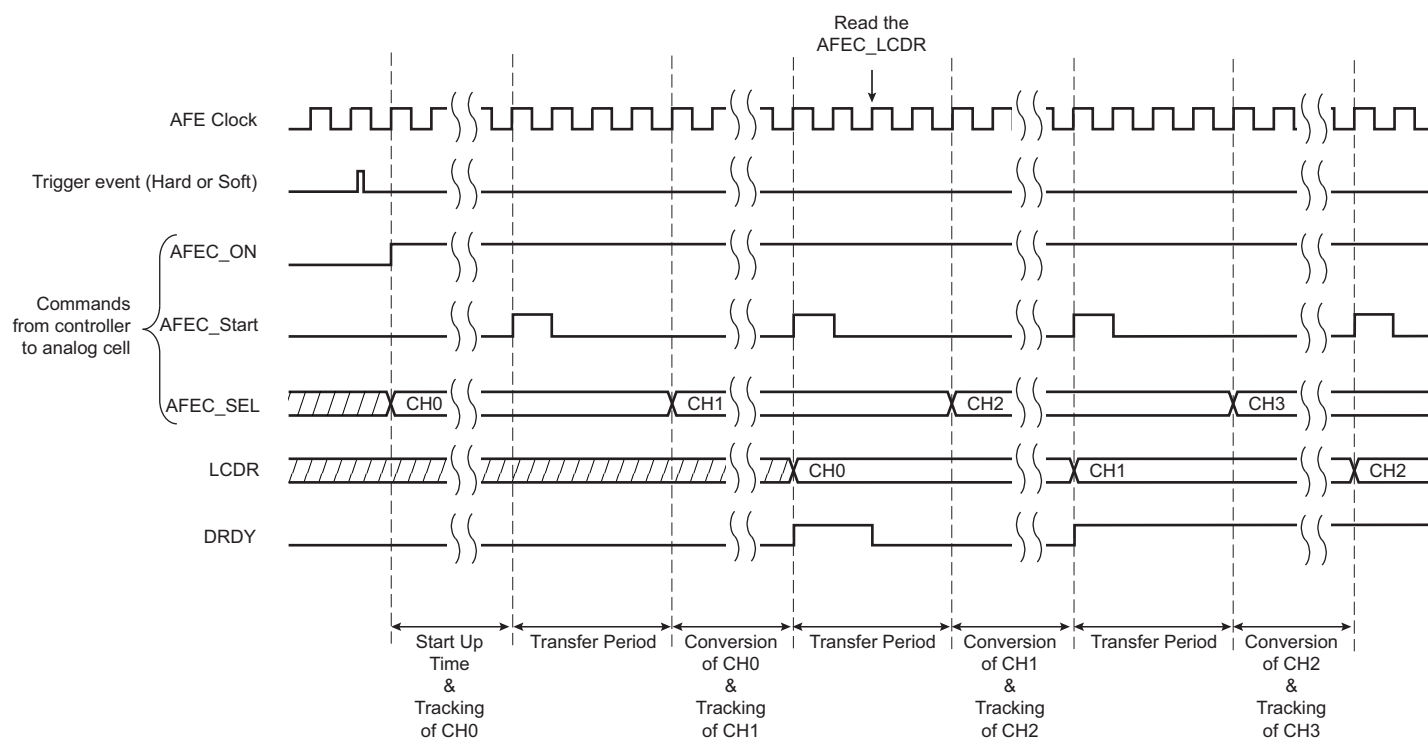 Read the
AFEC_LCDR
AFE Clock
Trigger event (Hard or Soft)
AFEC_ON
Commands
from controller
to analog cell
AFEC_Start
AFEC_SEL
CH0
CH1
CH2
CH3
LCDR
CH0
CH1
CH2
DRDY
Start Up
Time
&
Tracking
of CH0
Transfer Period
Conversion
of CH0
&
Tracking
of CH1
Transfer Period
Conversion
of CH1
&
Tracking
of CH2
Transfer Period
Conversion
of CH2
&
Tracking
of CH3